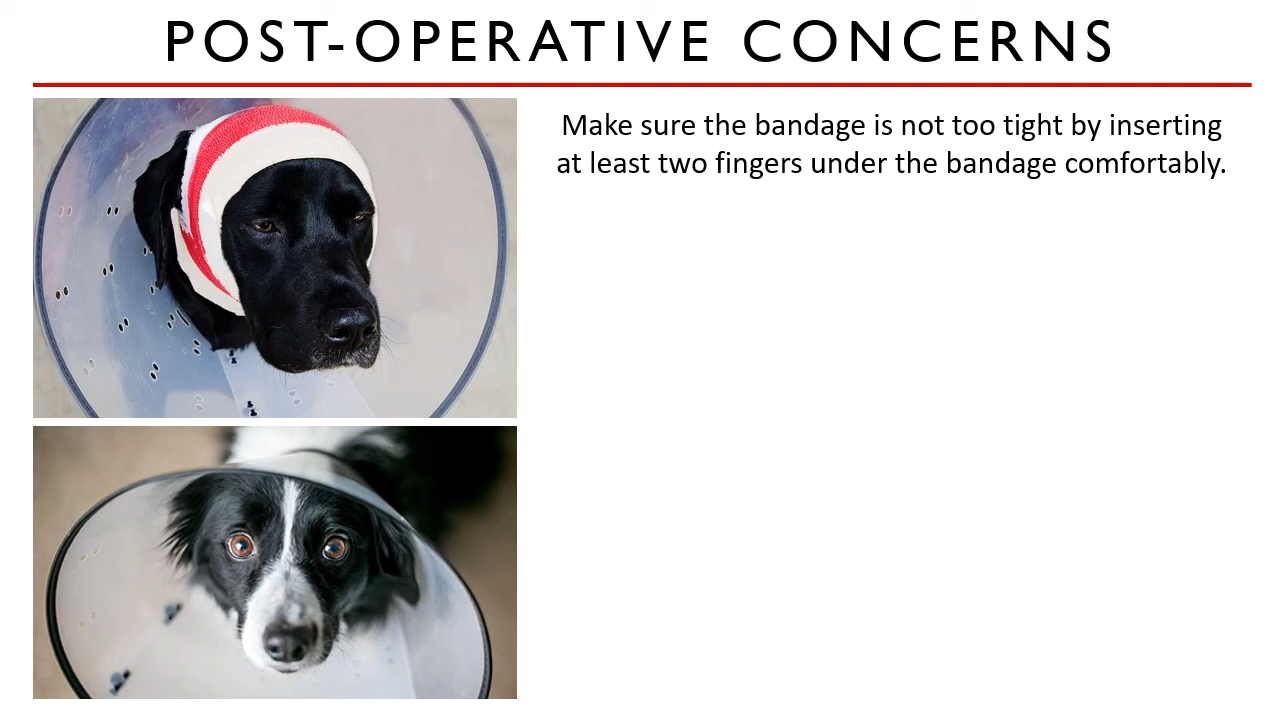 POST-OPERATIVE CONCERNS
Make sure the bandage is not too tight by inserting
at least two fingers under the bandage comfortably.